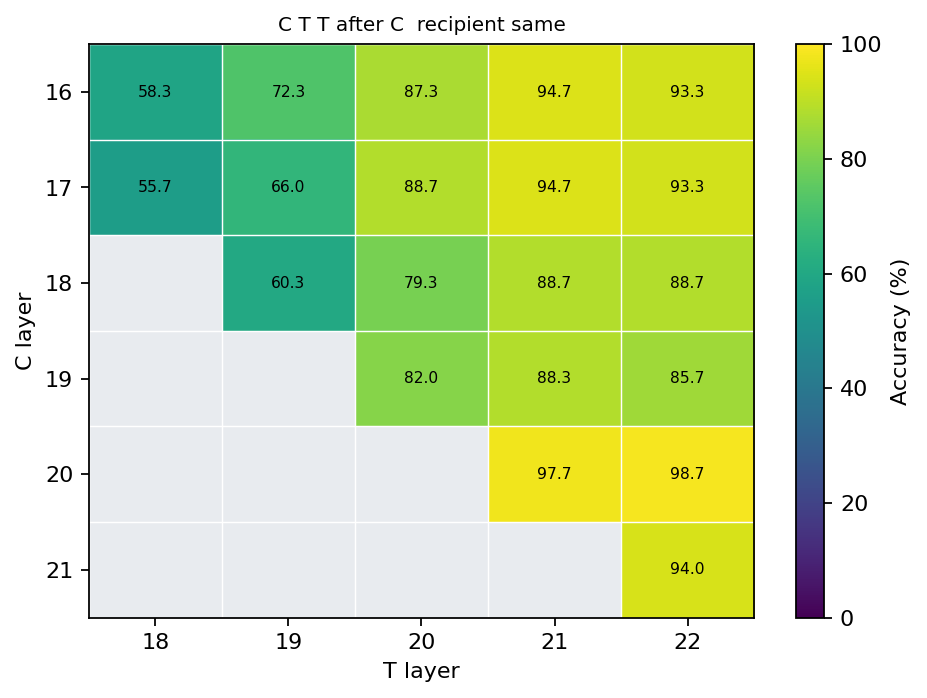 C T T after C  recipient same
16 58.3 72.3 87.3 94.7 93.3
17 55.7 66.0 88.7 94.7 93.3
18 60.3 79.3 88.7 88.7
19 82.0 88.3 85.7
20 97.7 98.7
21 94.0
18 19 20 21 22
T layer
C layer
100
80
60
40
20
0
Accuracy (%)